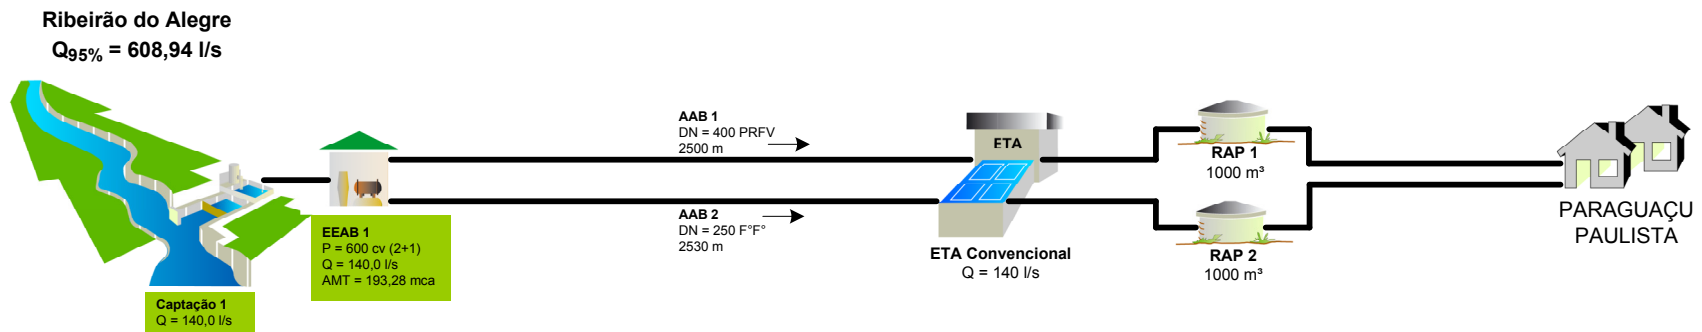 Ribeirão do Alegre
Q95% = 608,94 l/s
AAB 1
DN = 400 PRFV
2500 m
ETA
RAP 1
1000 m³
AAB 2
DN = 250 F°F°
2530 m
EEAB 1
P = 600 cv (2+1)
Q = 140,0 l/s
AMT = 193,28 mca
ETA Convencional
Q = 140 l/s
RAP 2
1000 m³
PARAGUAÇU
PAULISTA
Captação 1
Q = 140,0 l/s